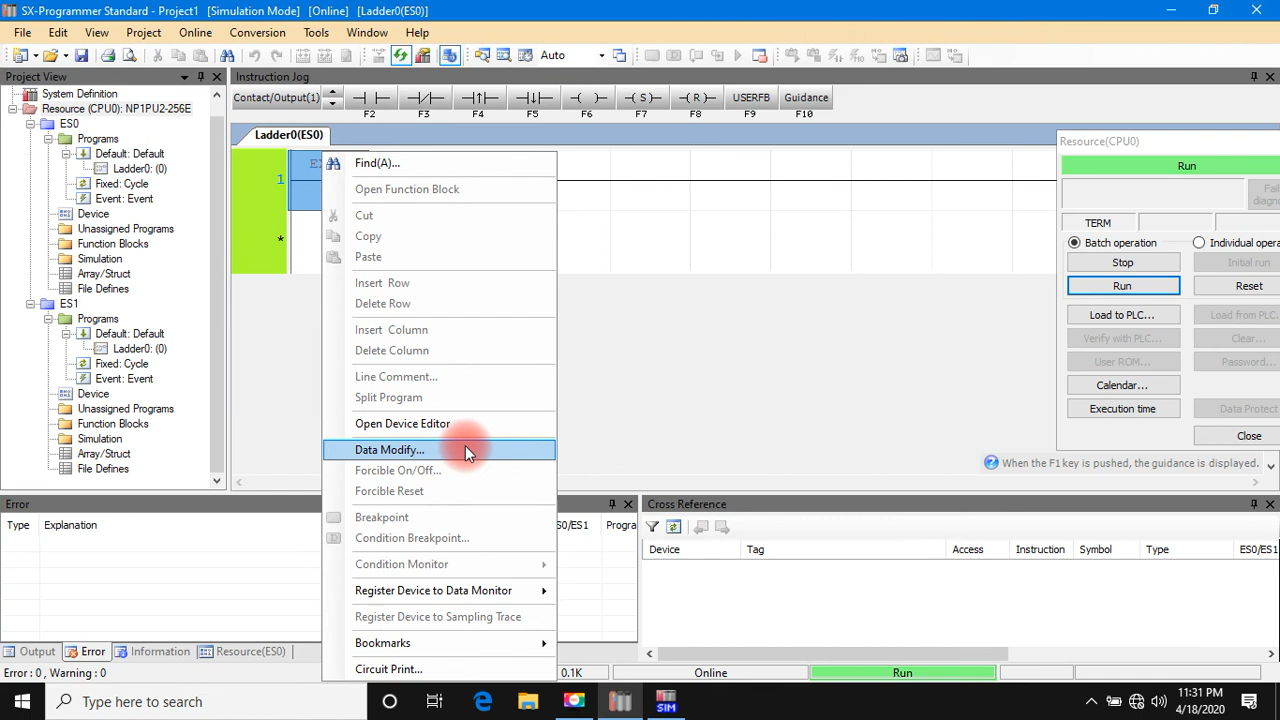 SX-Programmer Standard - Project1 [Simulation Mode] [Online] [Ladder0(ES0)]
File Edit View Project Online Conversion Tools Window Help
Auto
Project View
System Definition
Resource (CPU0): NP1PU2-256E
ES0
Programs
Default: Default
Ladder0: (0)
Fixed: Cycle
Event: Event
Device
Unassigned Programs
Function Blocks
Simulation
Array/Struct
File Defines
ES1
Programs
Default: Default
Ladder0: (0)
Fixed: Cycle
Event: Event
Device
Unassigned Programs
Function Blocks
Simulation
Array/Struct
File Defines
Instruction Jog
Contact/Output(1)
(S) (R) USERFB Guidance
F2 F3 F4 F5 F6 F7 F8 F9 F10
Ladder0(ES0)
1
*
Find(A)...
Open Function Block
Cut
Copy
Paste
Insert Row
Delete Row
Insert Column
Delete Column
Line Comment...
Split Program
Open Device Editor
Data Modify...
Forcible On/Off...
Forcible Reset
Breakpoint
Condition Breakpoint...
Condition Monitor
Register Device to Data Monitor
Register Device to Sampling Trace
Bookmarks
Circuit Print...
Resource(CPU0)
Run
TERM
Batch operation
Stop Initial run
Run Reset
Load to PLC... Load from PLC...
Verify with PLC... Clear...
User ROM... Password...
Calendar...
Execution time Data Protect
Close
When the F1 key is pushed, the guidance is displayed.
Error
Type Explanation S0/ES1 Progra
Cross Reference
Device Tag Access Instruction Symbol Type ES0/ES1
Output Error Information Resource(ES0)
Error : 0 , Warning : 0 0.1K Online Run
Type here to search
SIM
11:31 PM
4/18/2020